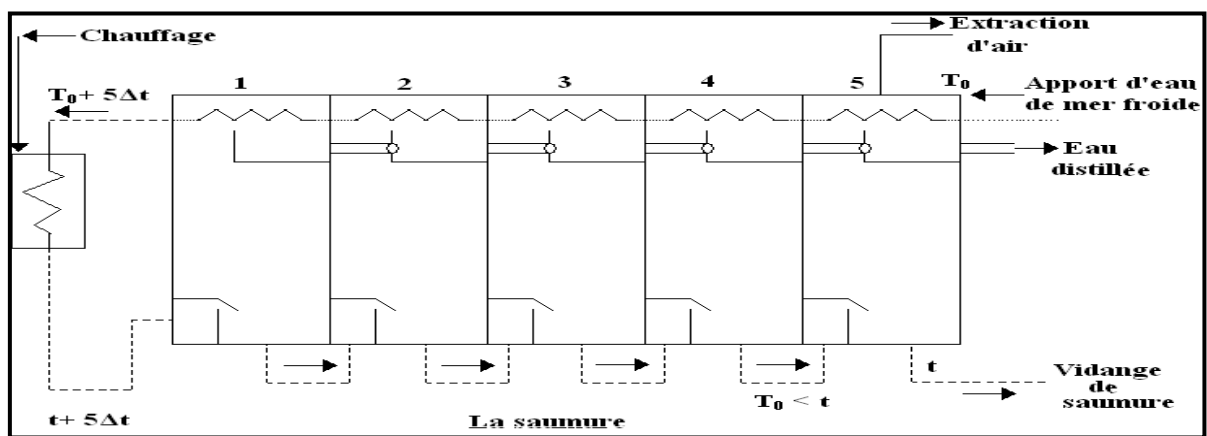 Chauffage
Extraction
d'air
1
2
3
4
5
T₀+ 5Δt
T₀
Apport d'eau
de mer froide
Eau
distillée
t
Vidange
de
saumure
T₀ < t
t+ 5Δt
La saumure